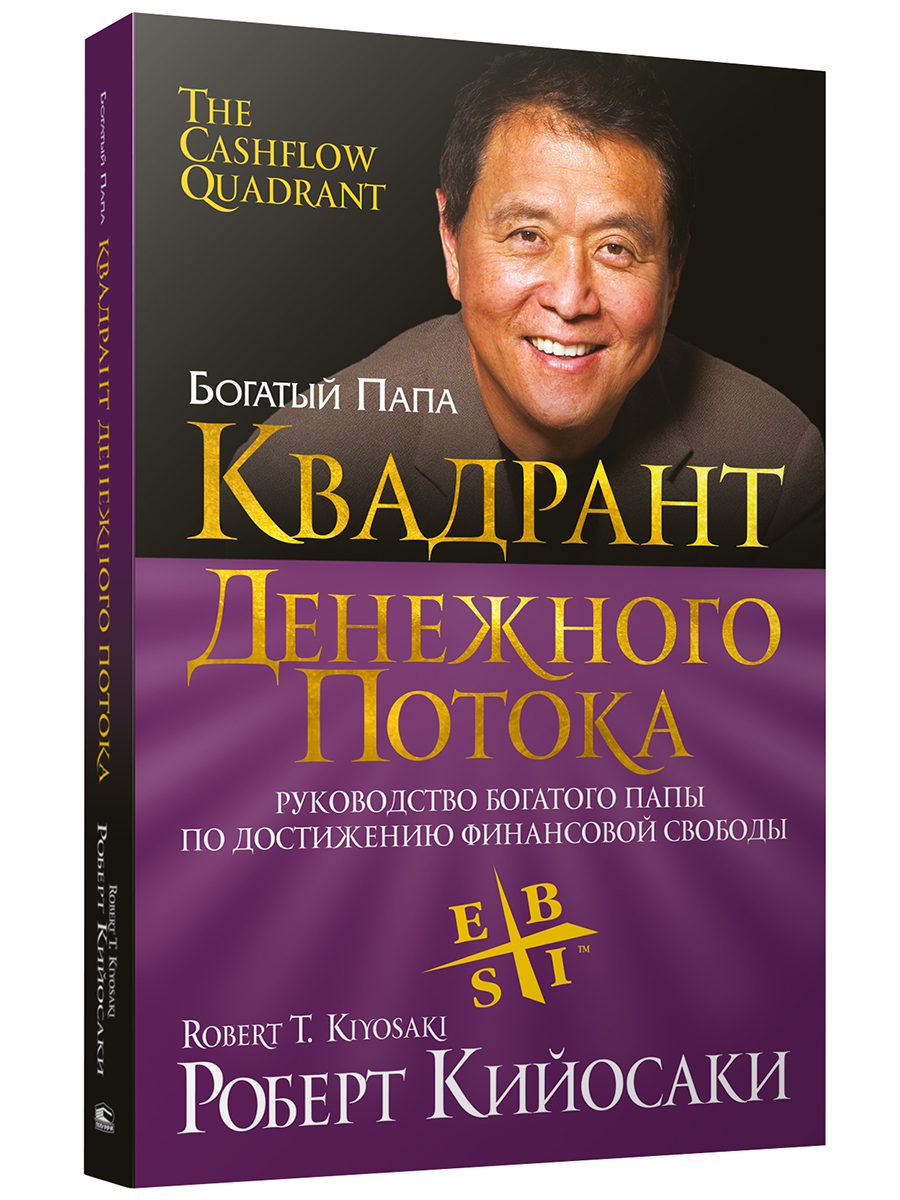 The
Cashflow
Quadrant
Богатый Папа
Квадрант
Денежного
Потока
Руководство богатого папы
по достижению финансовой свободы
E B
S I ™
Robert T. Kiyosaki
Роберт Кийосаки
Богатый Папа Квадрант денежного потока Robert T. Kiyosaki
Роберт Кийосаки
ПОПУРРИ